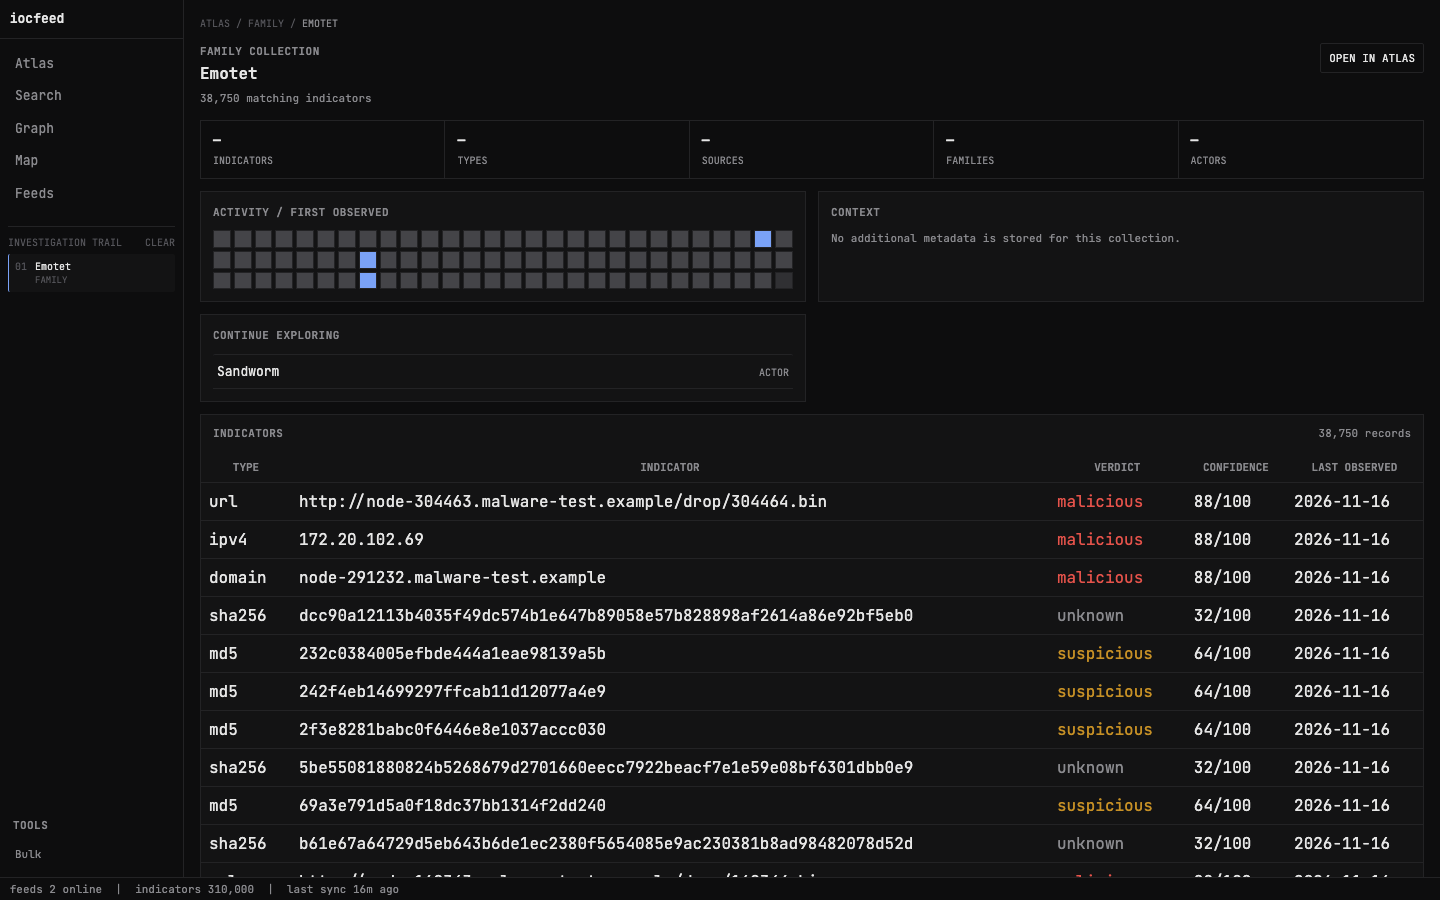 iocfeed
Atlas
Search
Graph
Map
Feeds
INVESTIGATION TRAIL CLEAR
01 Emotet
FAMILY
TOOLS
Bulk
ATLAS / FAMILY / EMOTET
FAMILY COLLECTION
Emotet
38,750 matching indicators
OPEN IN ATLAS
— — — — —
INDICATORS TYPES SOURCES FAMILIES ACTORS
ACTIVITY / FIRST OBSERVED
CONTEXT
No additional metadata is stored for this collection.
CONTINUE EXPLORING
Sandworm ACTOR
INDICATORS 38,750 records
TYPE INDICATOR VERDICT CONFIDENCE LAST OBSERVED
url http://node-304463.malware-test.example/drop/304464.bin malicious 88/100 2026-11-16
ipv4 172.20.102.69 malicious 88/100 2026-11-16
domain node-291232.malware-test.example malicious 88/100 2026-11-16
sha256 dcc90a12113b4035f49dc574b1e647b89058e57b828898af2614a86e92bf5eb0 unknown 32/100 2026-11-16
md5 232c0384005efbde444a1eae98139a5b suspicious 64/100 2026-11-16
md5 242f4eb14699297ffcab11d12077a4e9 suspicious 64/100 2026-11-16
md5 2f3e8281babc0f6446e8e1037accc030 suspicious 64/100 2026-11-16
sha256 5be55081880824b5268679d2701660eecc7922beacf7e1e59e08bf6301dbb0e9 unknown 32/100 2026-11-16
md5 69a3e791d5a0f18dc37bb1314f2dd240 suspicious 64/100 2026-11-16
sha256 b61e67a64729d5eb643b6de1ec2380f5654085e9ac230381b8ad98482078d52d unknown 32/100 2026-11-16
feeds 2 online | indicators 310,000 | last sync 16m ago